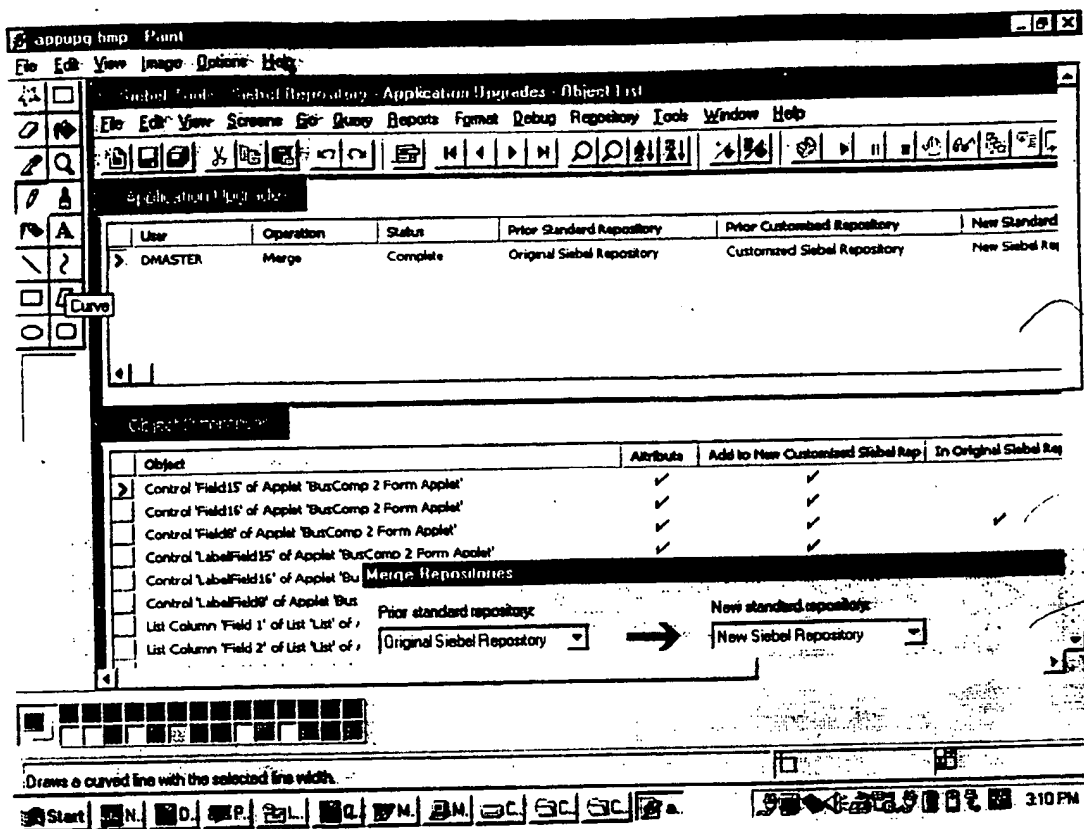 appupg.bmp - Paint
File Edit View Image Options Help
Siebel Tools - Siebel Repository - Application Upgrades - Object List
File Edit View Screens Go Query Reports Format Debug Repository Tools Window Help
Application Upgrades
User Operation Status Prior Standard Repository Prior Customized Repository New Standard
DMASTER Merge Complete Original Siebel Repository Customized Siebel Repository New Siebel Rep
Curve
Object Differences
Object Attribute Add to New Customized Siebel Rep In Original Siebel Rep
Control 'Field15' of Applet 'BusComp 2 Form Applet'
Control 'Field16' of Applet 'BusComp 2 Form Applet'
Control 'Field8' of Applet 'BusComp 2 Form Applet'
Control 'LabelField15' of Applet 'BusComp 2 Form Applet'
Control 'LabelField16' of Applet 'Bu
Control 'LabelField8' of Applet 'Bus
List Column 'Field 1' of List 'List' of
List Column 'Field 2' of List 'List' of
Merge Repositories
Prior standard repository: New standard repository:
Original Siebel Repository New Siebel Repository
Draws a curved line with the selected line width.
Start N. D. P. L. Q. M. M. C. C. C. a. 3:10 PM